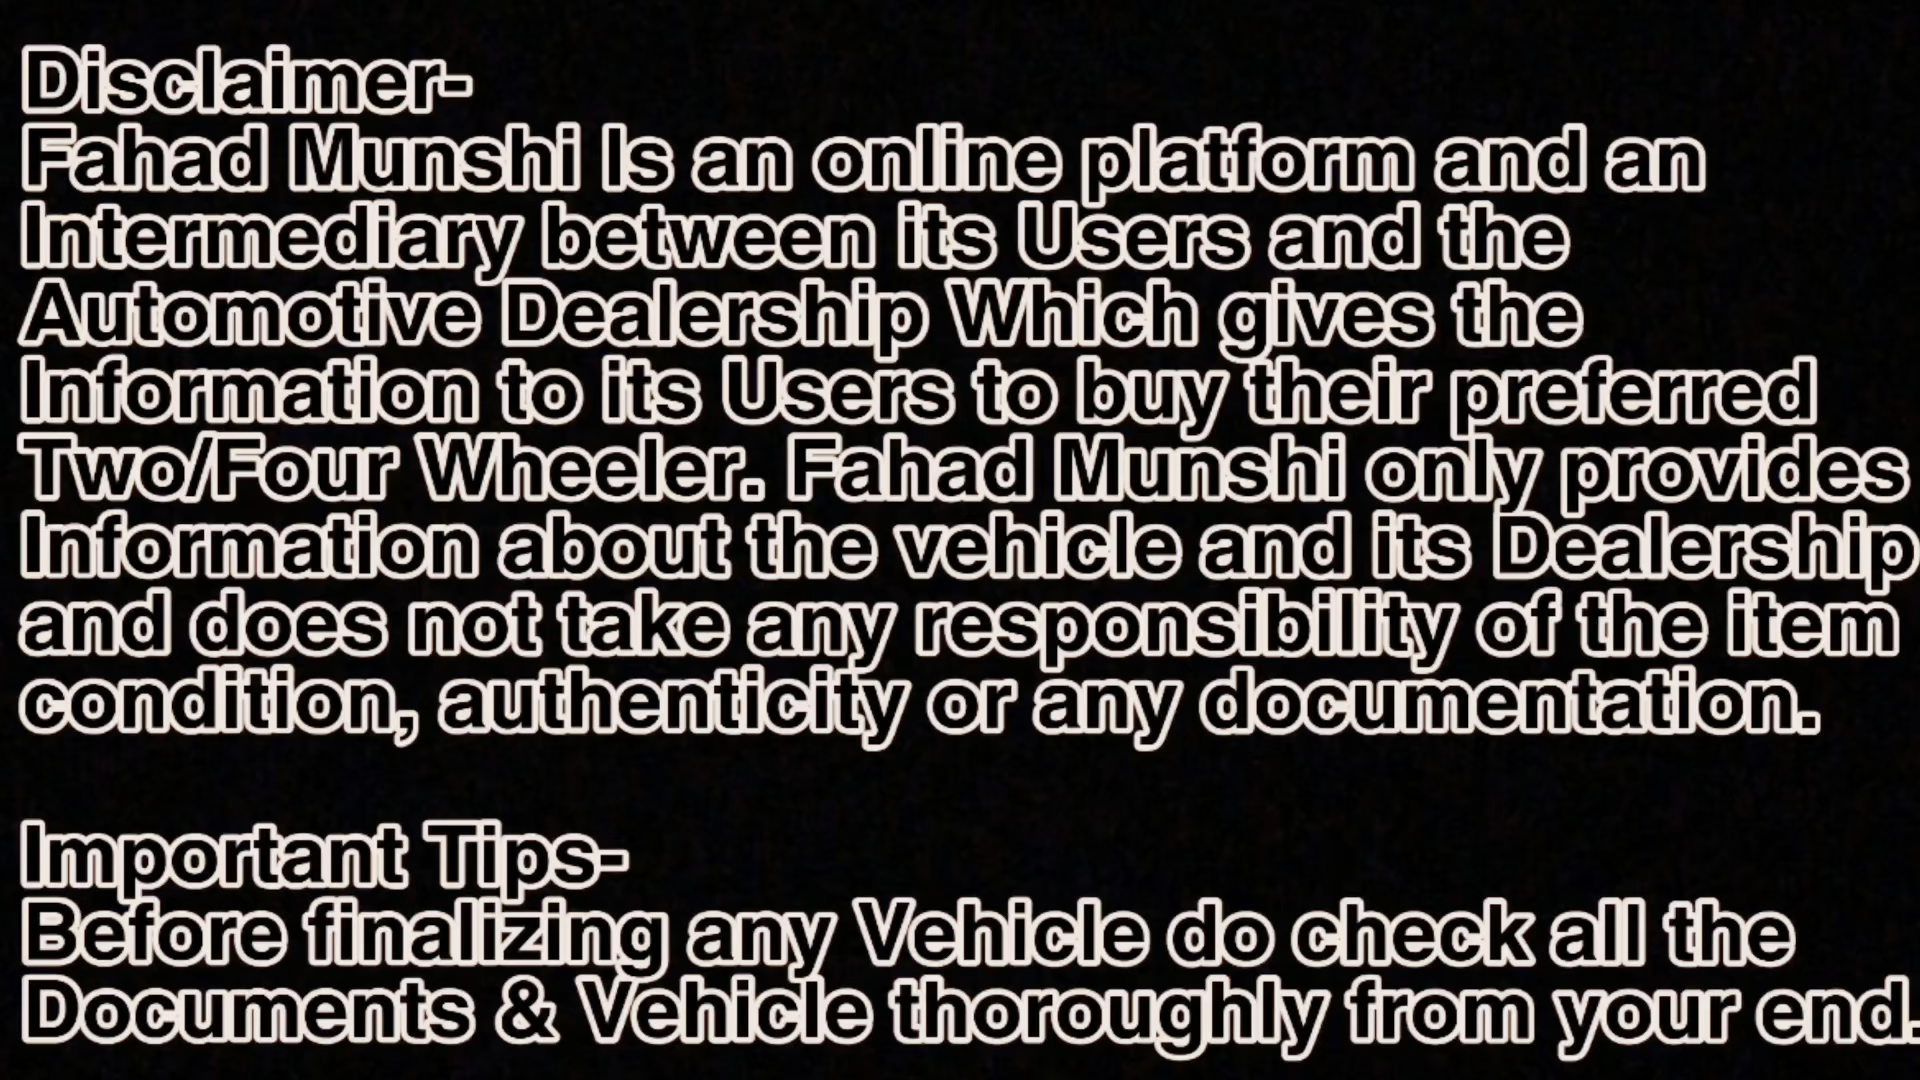 Disclaimer-
Fahad Munshi Is an online platform and an
Intermediary between its Users and the
Automotive Dealership Which gives the
Information to its Users to buy their preferred
Two/Four Wheeler. Fahad Munshi only provides
Information about the vehicle and its Dealership
and does not take any responsibility of the item
condition, authenticity or any documentation.
Important Tips-
Before finalizing any Vehicle do check all the
Documents & Vehicle thoroughly from your end.